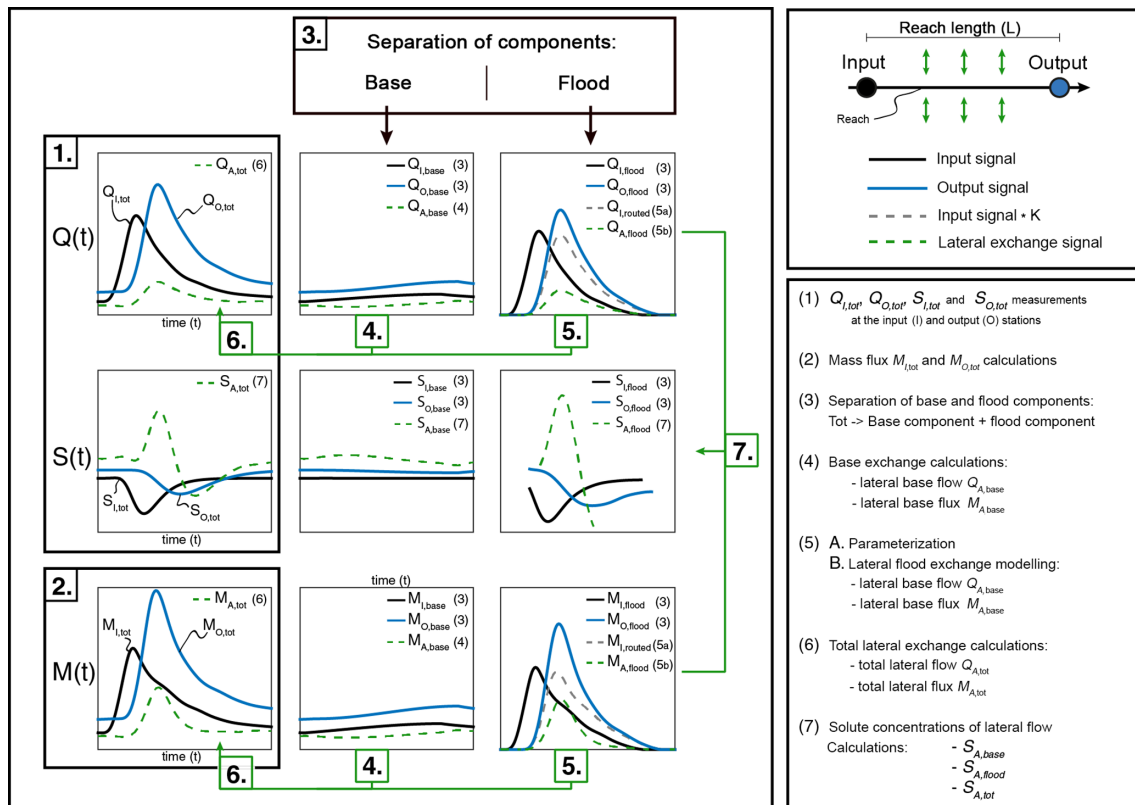 3.
Separation of components:
Base
Flood
1.
Q(t)
Q_A,tot (6)
Q_I,tot
Q_O,tot
time (t)
Q_I,base (3)
Q_O,base (3)
Q_A,base (4)
Q_I,flood (3)
Q_O,flood (3)
Q_I,routed (5a)
Q_A,flood (5b)
6.
4.
5.
S(t)
S_A,tot (7)
S_I,tot
S_O,tot
time (t)
S_I,base (3)
S_O,base (3)
S_A,base (7)
S_I,flood (3)
S_O,flood (3)
S_A,flood (7)
7.
2.
M(t)
M_A,tot (6)
M_I,tot
M_O,tot
time (t)
time (t)
M_I,base (3)
M_O,base (3)
M_A,base (4)
M_I,flood (3)
M_O,flood (3)
M_I,routed (5a)
M_A,flood (5b)
6.
4.
5.
Reach length (L)
Input
Output
Reach
Input signal
Output signal
Input signal * K
Lateral exchange signal
(1) Q_I,tot, Q_O,tot, S_I,tot and S_O,tot measurements
at the input (I) and output (O) stations
(2) Mass flux M_I,tot and M_O,tot calculations
(3) Separation of base and flood components:
Tot -> Base component + flood component
(4) Base exchange calculations:
- lateral base flow Q_A,base
- lateral base flux M_A,base
(5) A. Parameterization
B. Lateral flood exchange modelling:
- lateral base flow Q_A,base
- lateral base flux M_A,base
(6) Total lateral exchange calculations:
- total lateral flow Q_A,tot
- total lateral flux M_A,tot
(7) Solute concentrations of lateral flow
Calculations: - S_A,base
- S_A,flood
- S_A,tot